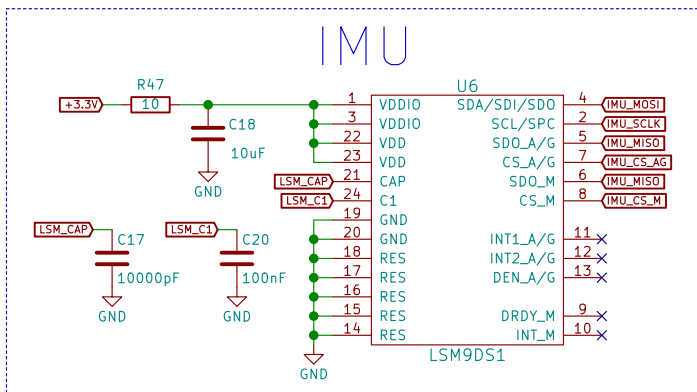 IMU
R47
10
+3.3V
C18
10uF
GND
U6
1 VDDIO SDA/SDI/SDO 4 IMU_MOSI
3 VDDIO SCL/SPC 2 IMU_SCLK
22 VDD SDO_A/G 5 IMU_MISO
23 VDD CS_A/G 7 IMU_CS_AG
LSM_CAP 21 CAP SDO_M 6 IMU_MISO
LSM_C1 24 C1 CS_M 8 IMU_CS_M
19 GND
20 GND INT1_A/G 11
18 RES INT2_A/G 12
17 RES DEN_A/G 13
16 RES
15 RES DRDY_M 9
14 RES INT_M 10
LSM9DS1
GND
LSM_CAP
C17
10000pF
GND
LSM_C1
C20
100nF
GND